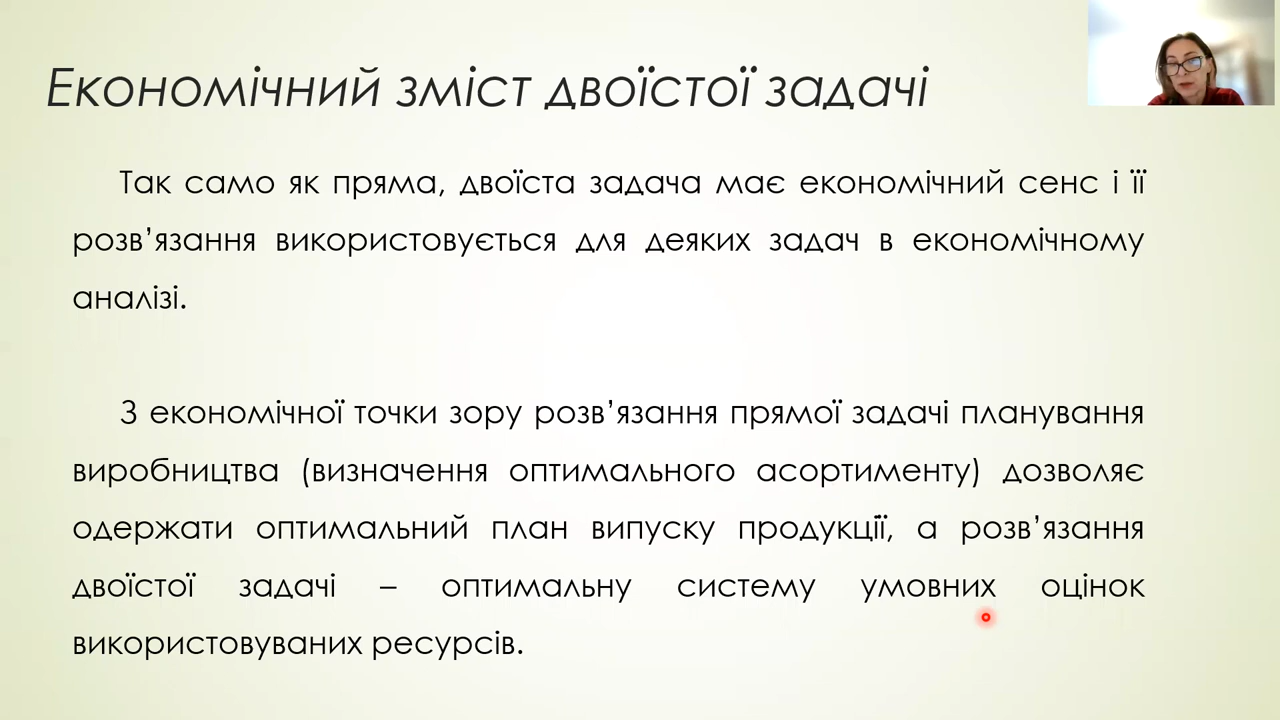 Економічний зміст двоїстої задачі
Так само як пряма, двоїста задача має економічний сенс і її
розв’язання використовується для деяких задач в економічному
аналізі.
З економічної точки зору розв’язання прямої задачі планування
виробництва (визначення оптимального асортименту) дозволяє
одержати оптимальний план випуску продукції, а розв’язання
двоїстої задачі – оптимальну систему умовних оцінок
використовуваних ресурсів.